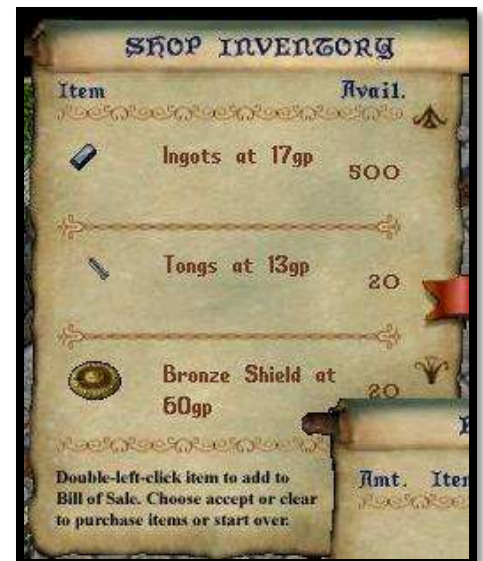 SHOP INVENTORY
Item Avail.
Ingots at 17gp 500
Tongs at 13gp 20
Bronze Shield at 20
60gp
Double-left-click item to add to
Bill of Sale. Choose accept or clear
to purchase items or start over.
Amt. Item